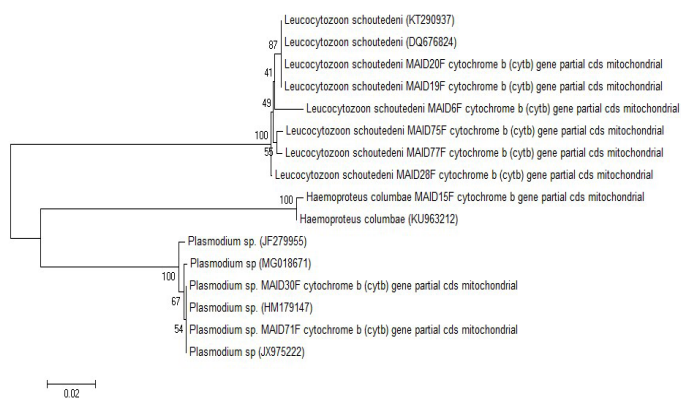 Leucocytozoon schoutedeni (KT290937)
87
Leucocytozoon schoutedeni (DQ676824)
41
Leucocytozoon schoutedeni MAID20F cytochrome b (cytb) gene partial cds mitochondrial
Leucocytozoon schoutedeni MAID19F cytochrome b (cytb) gene partial cds mitochondrial
49
Leucocytozoon schoutedeni MAID6F cytochrome b (cytb) gene partial cds mitochondrial
100
Leucocytozoon schoutedeni MAID75F cytochrome b (cytb) gene partial cds mitochondrial
55
Leucocytozoon schoutedeni MAID77F cytochrome b (cytb) gene partial cds mitochondrial
Leucocytozoon schoutedeni MAID28F cytochrome b (cytb) gene partial cds mitochondrial
100
Haemoproteus columbae MAID15F cytochrome b gene partial cds mitochondrial
Haemoproteus columbae (KU963212)
Plasmodium sp. (JF279955)
Plasmodium sp (MG018671)
100
Plasmodium sp. MAID30F cytochrome b (cytb) gene partial cds mitochondrial
67
Plasmodium sp. (HM179147)
54
Plasmodium sp. MAID71F cytochrome b (cytb) gene partial cds mitochondrial
Plasmodium sp (JX975222)
0.02